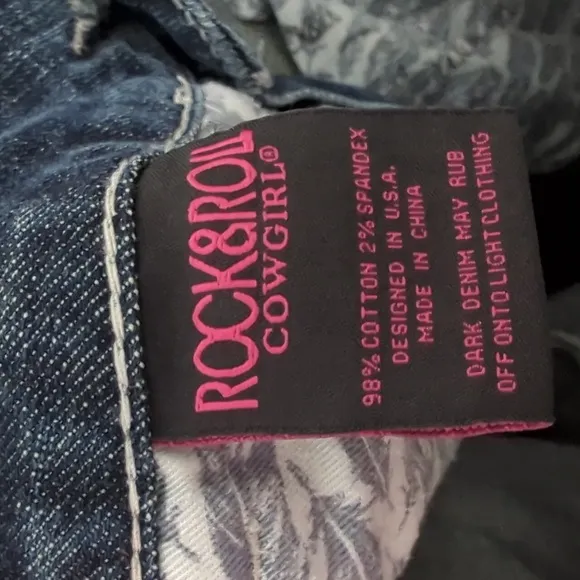 ROCK&ROLL
COWGIRL®
98% COTTON 2% SPANDEX
DESIGNED IN U.S.A.
MADE IN CHINA
DARK DENIM MAY RUB
OFF ONTO LIGHT CLOTHING